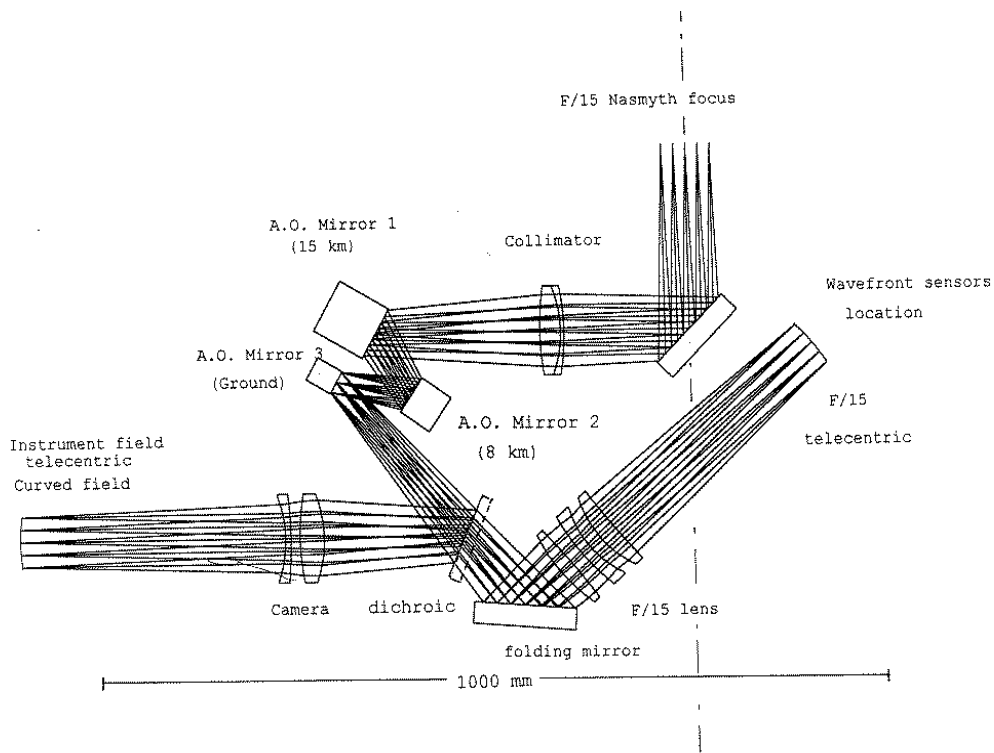 F/15 Nasmyth focus
A.O. Mirror 1
(15 km)
Collimator
Wavefront sensors
location
A.O. Mirror 3
(Ground)
F/15
telecentric
A.O. Mirror 2
(8 km)
Instrument field
telecentric
Curved field
Camera
dichroic
F/15 lens
folding mirror
1000 mm